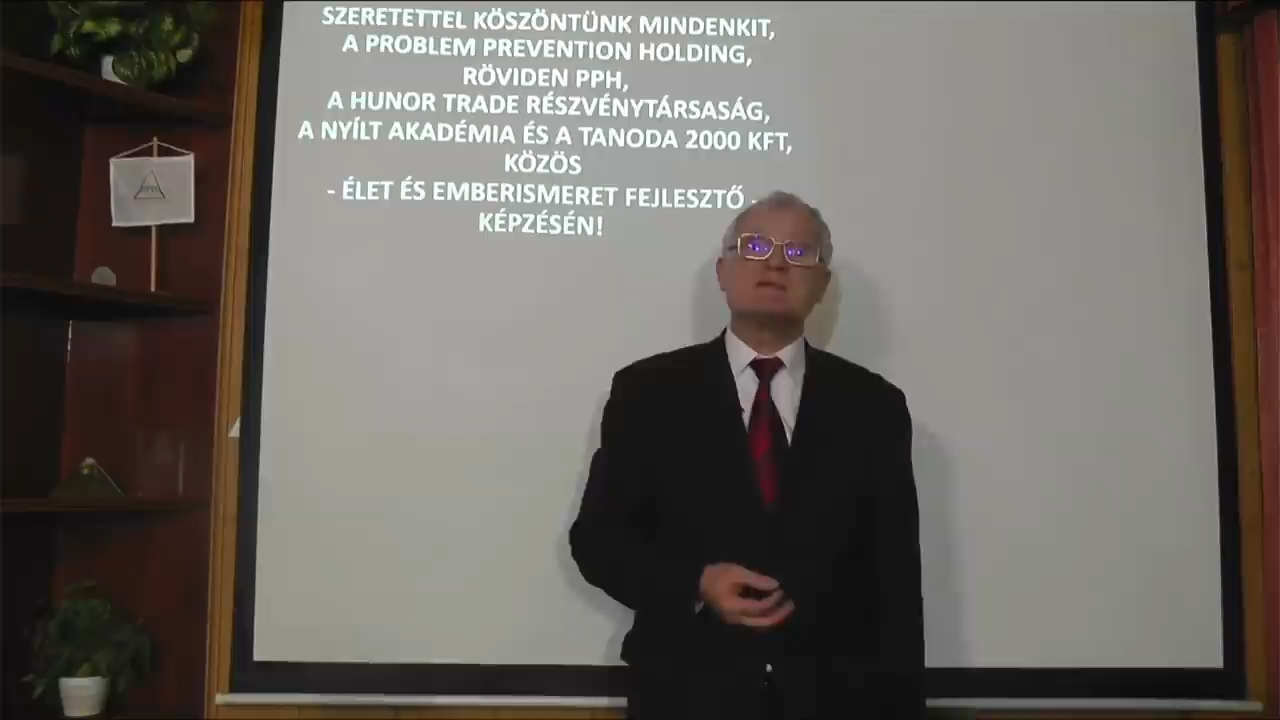 SZERETETTEL KÖSZÖNTÜNK MINDENKIT,
A PROBLEM PREVENTION HOLDING,
RÖVIDEN PPH,
A HUNOR TRADE RÉSZVÉNYTÁRSASÁG,
A NYÍLT AKADÉMIA ÉS A TANODA 2000 KFT,
KÖZÖS
- ÉLET ÉS EMBERISMERET FEJLESZTŐ -
KÉPZÉSÉN!